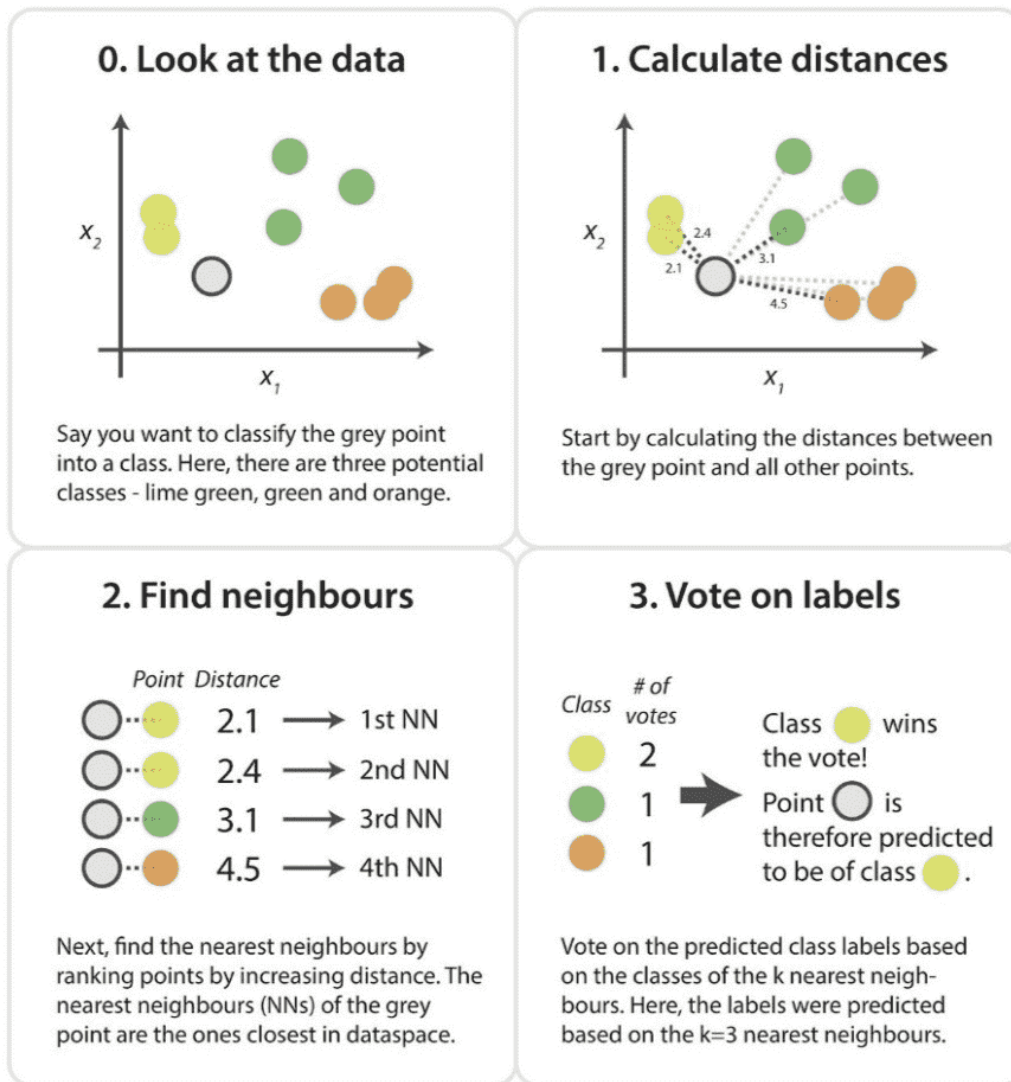 0. Look at the data
X2
X1
Say you want to classify the grey point
into a class. Here, there are three potential
classes - lime green, green and orange.
1. Calculate distances
X2
2.4
2.1
3.1
4.5
X1
Start by calculating the distances between
the grey point and all other points.
2. Find neighbours
Point Distance
2.1 1st NN
2.4 2nd NN
3.1 3rd NN
4.5 4th NN
Next, find the nearest neighbours by
ranking points by increasing distance. The
nearest neighbours (NNs) of the grey
point are the ones closest in dataspace.
3. Vote on labels
Class # of
votes
2
1
1
Class wins
the vote!
Point is
therefore predicted
to be of class .
Vote on the predicted class labels based
on the classes of the k nearest neigh-
bours. Here, the labels were predicted
based on the k=3 nearest neighbours.